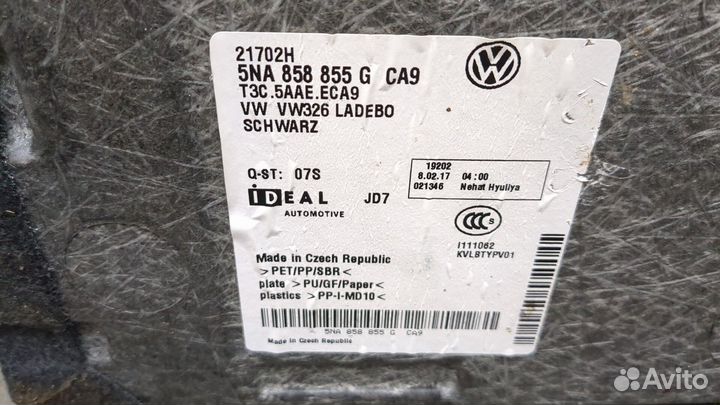 21702H
5NA 858 855 G CA9
T3C.5AAE.ECA9
VW VW326 LADEBO
SCHWARZ
Q-ST: 07S
iDEAL
AUTOMOTIVE
JD7
19202
8.02.17 04:00
021346 Nehat Hyuliya
CCC S
I111062
KVLBTYPV01
Made in Czech Republic
>PET/PP/SBR<
plate >PU/GF/Paper<
plastics >PP-I-MD10<
5NA 858 855 G CA9
Made in Czech Republic
Avito